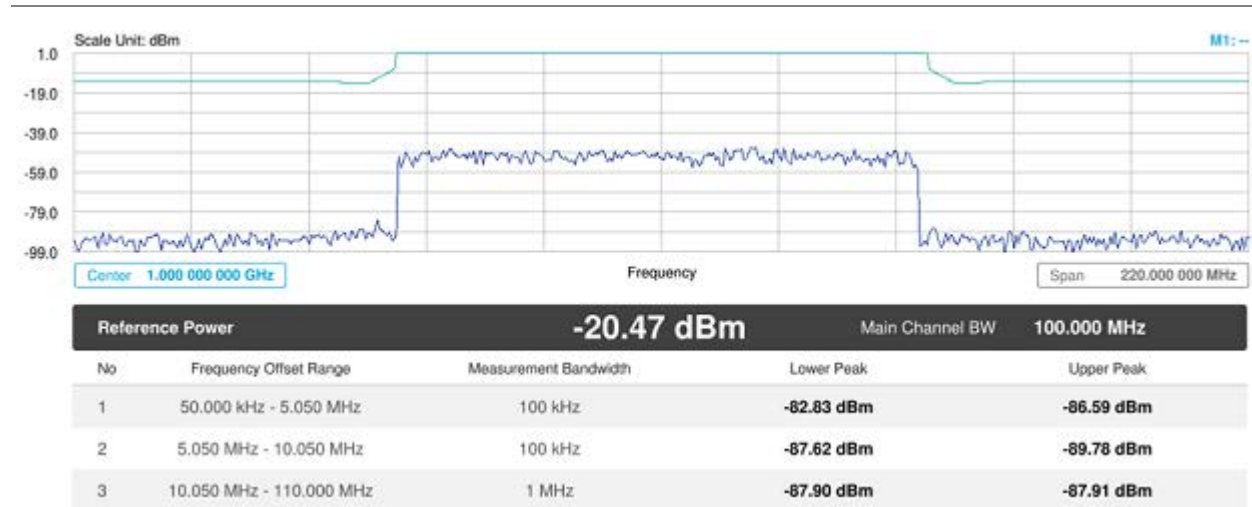 Scale Unit: dBm M1: --
1.0
-19.0
-39.0
-59.0
-79.0
-99.0
Center 1.000 000 000 GHz Frequency Span 220.000 000 MHz
Reference Power -20.47 dBm Main Channel BW 100.000 MHz
No Frequency Offset Range Measurement Bandwidth Lower Peak Upper Peak
1 50.000 kHz - 5.050 MHz 100 kHz -82.83 dBm -86.59 dBm
2 5.050 MHz - 10.050 MHz 100 kHz -87.62 dBm -89.78 dBm
3 10.050 MHz - 110.000 MHz 1 MHz -87.90 dBm -87.91 dBm